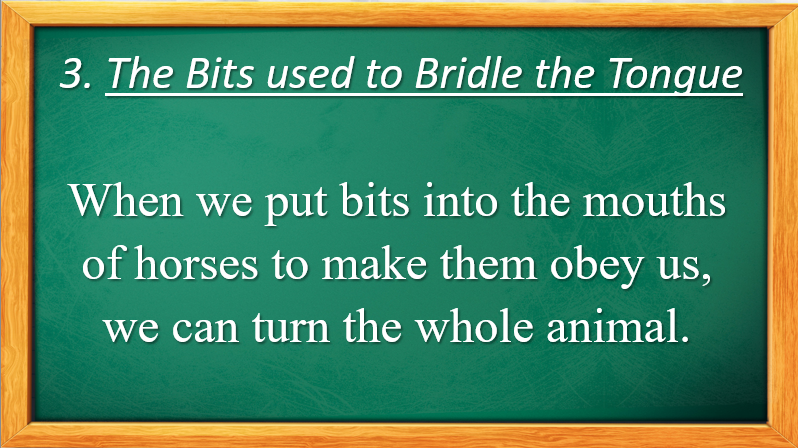 3. The Bits used to Bridle the Tongue
When we put bits into the mouths
of horses to make them obey us,
we can turn the whole animal.